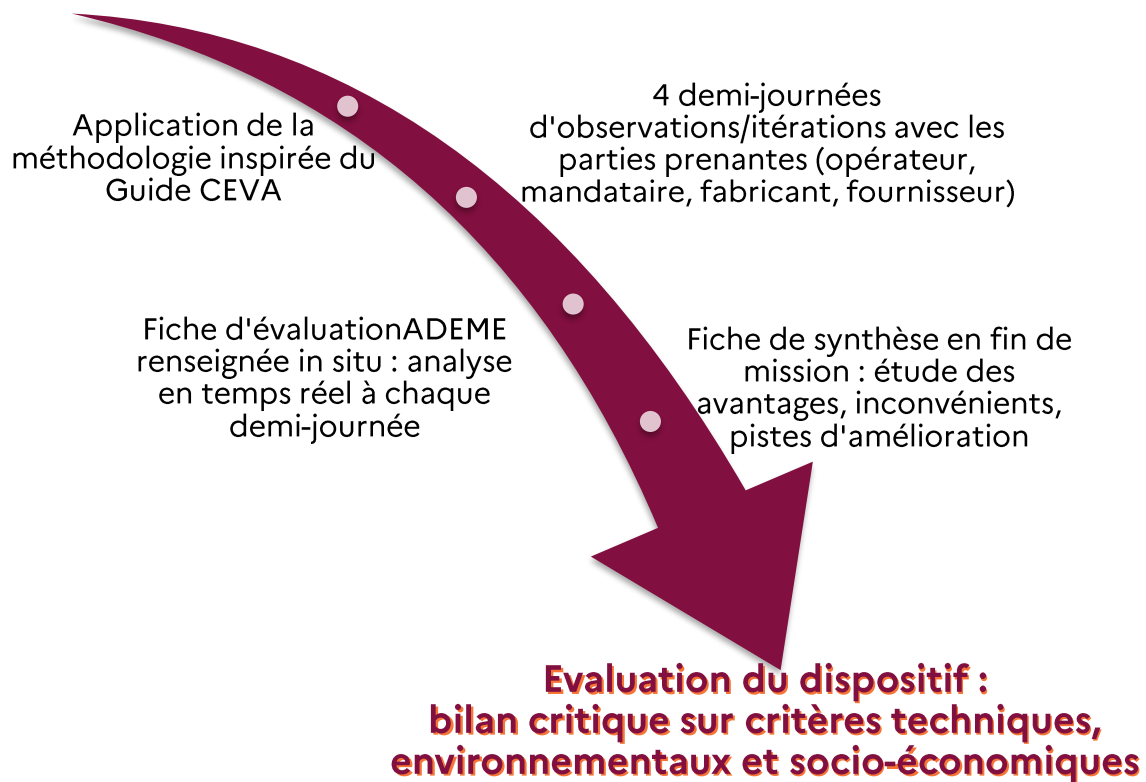 Application de la
méthodologie inspirée du
Guide CEVA
4 demi-journées
d'observations/itérations avec les
parties prenantes (opérateur,
mandataire, fabricant, fournisseur)
Fiche d'évaluationADEME
renseignée in situ : analyse
en temps réel à chaque
demi-journée
Fiche de synthèse en fin de
mission : étude des
avantages, inconvénients,
pistes d'amélioration
Evaluation du dispositif :
bilan critique sur critères techniques,
environnementaux et socio-économiques